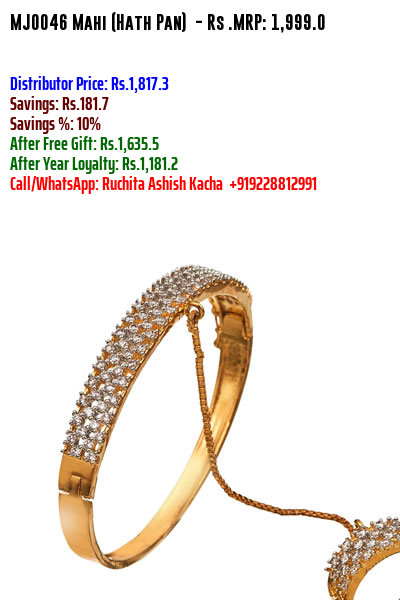 MJ0046 Mahi (Hath Pan) - Rs .MRP: 1,999.0
Distributor Price: Rs.1,817.3
Savings: Rs.181.7
Savings %: 10%
After Free Gift: Rs.1,635.5
After Year Loyalty: Rs.1,181.2
Call/WhatsApp: Ruchita Ashish Kacha +919228812991